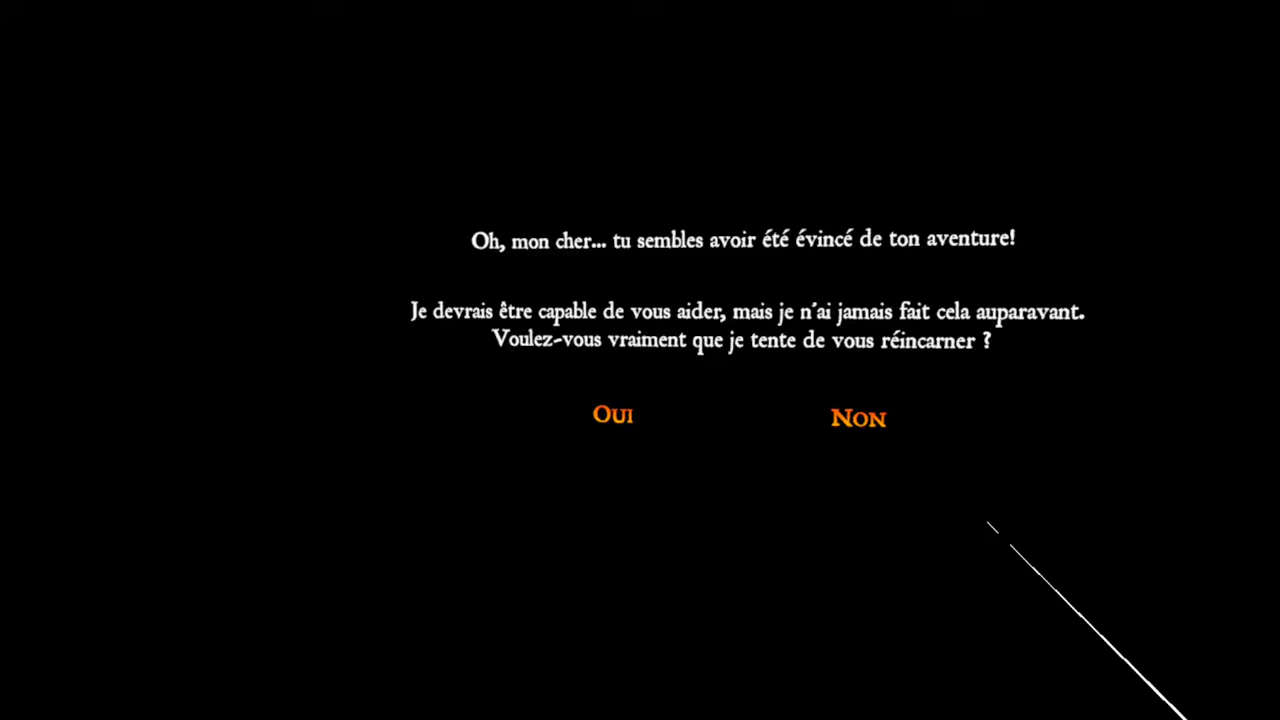 Oh, mon cher... tu sembles avoir été évincé de ton aventure!
Je devrais être capable de vous aider, mais je n'ai jamais fait cela auparavant.
Voulez-vous vraiment que je tente de vous réincarner ?
Oui Non